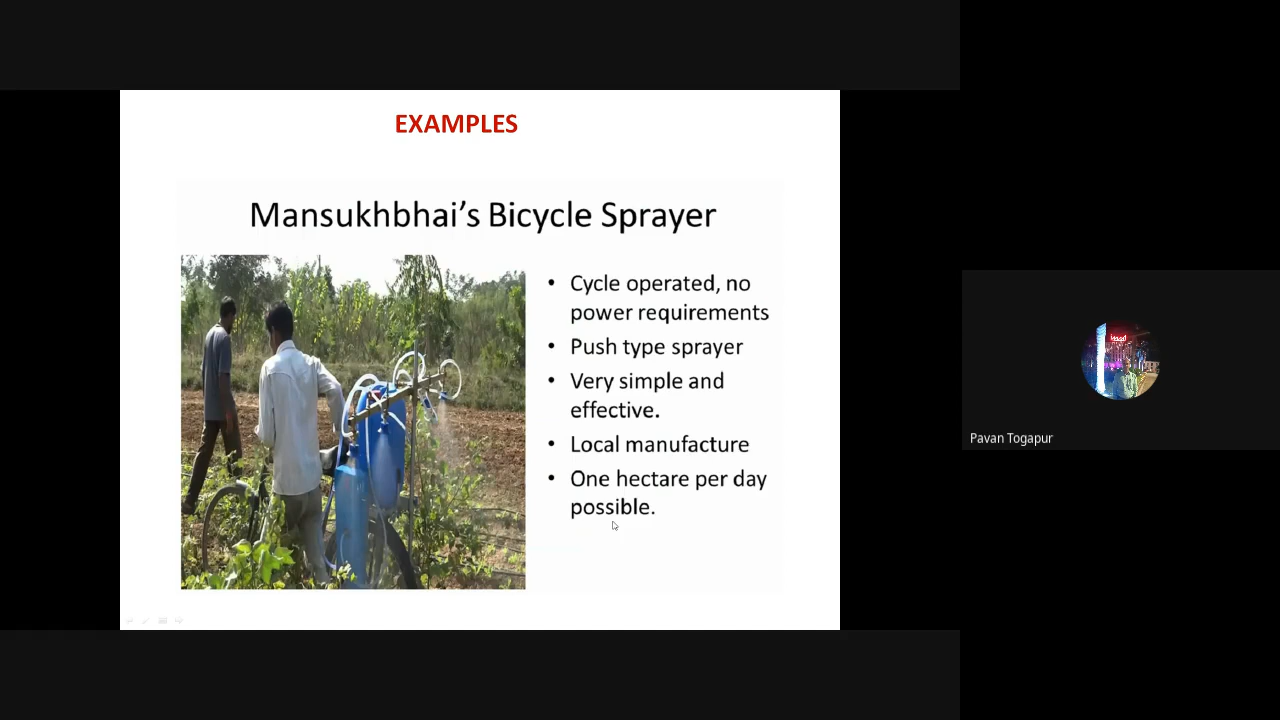 EXAMPLES
Mansukhbhai’s Bicycle Sprayer
• Cycle operated, no
power requirements
• Push type sprayer
• Very simple and
effective.
• Local manufacture
• One hectare per day
possible.
Pavan Togapur